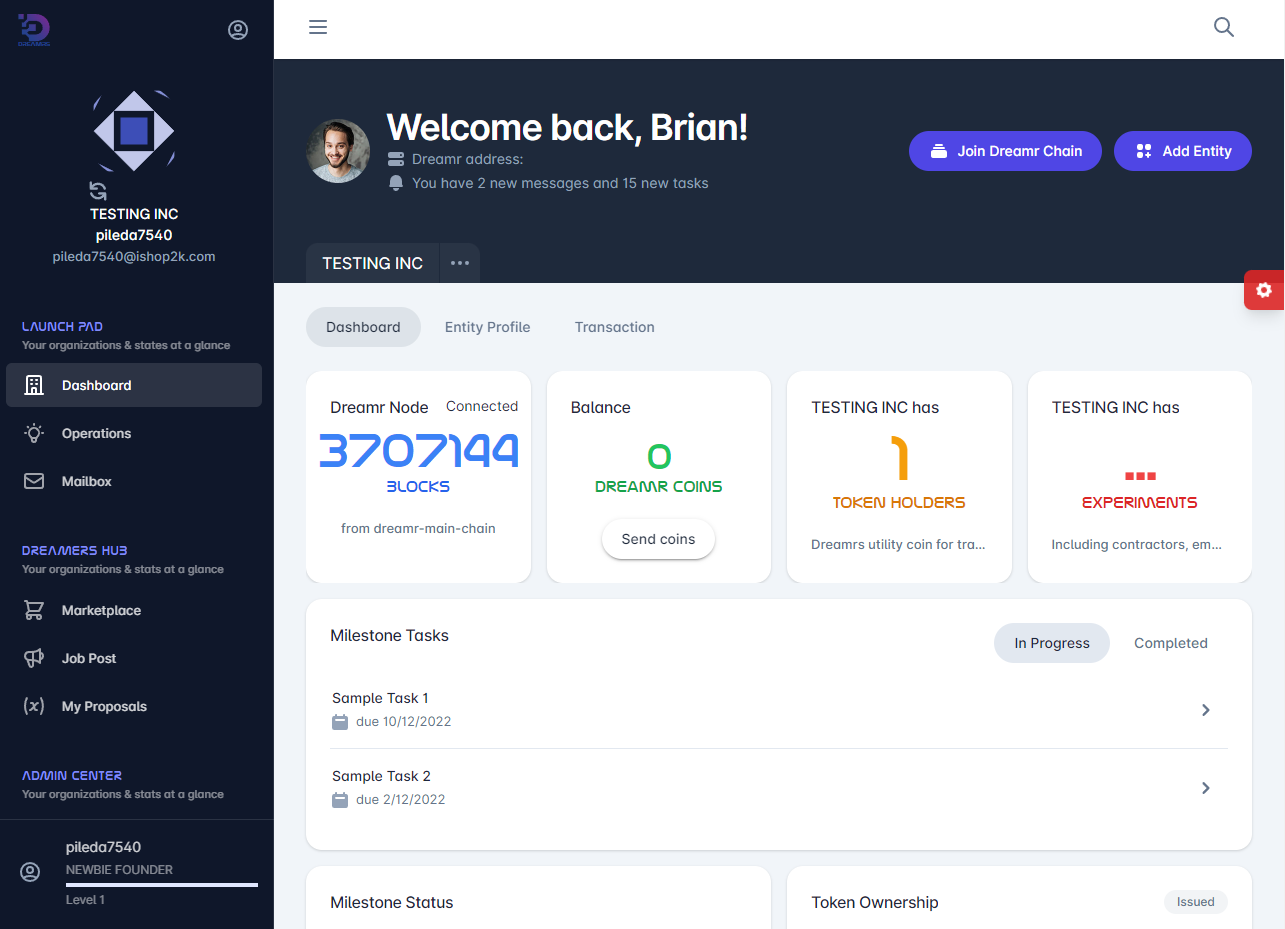 DREAMERS
TESTING INC
pileda7540
pileda7540@ishop2k.com
LAUNCH PAD
Your organizations & states at a glance
Dashboard
Operations
Mailbox
DREAMERS HUB
Your organizations & stats at a glance
Marketplace
Job Post
(x) My Proposals
ADMIN CENTER
Your organizations & stats at a glance
pileda7540
NEWBIE FOUNDER
Level 1
Welcome back, Brian!
Dreamr address:
You have 2 new messages and 15 new tasks
Join Dreamr Chain
Add Entity
TESTING INC
Dashboard Entity Profile Transaction
Dreamr Node Connected
3707144
BLOCKS
from dreamr-main-chain
Balance
0
DREAMR COINS
Send coins
TESTING INC has
1
TOKEN HOLDERS
Dreamrs utility coin for tra...
TESTING INC has
...
EXPERIMENTS
Including contractors, em...
Milestone Tasks
In Progress Completed
Sample Task 1
due 10/12/2022
Sample Task 2
due 2/12/2022
Milestone Status
Token Ownership
Issued